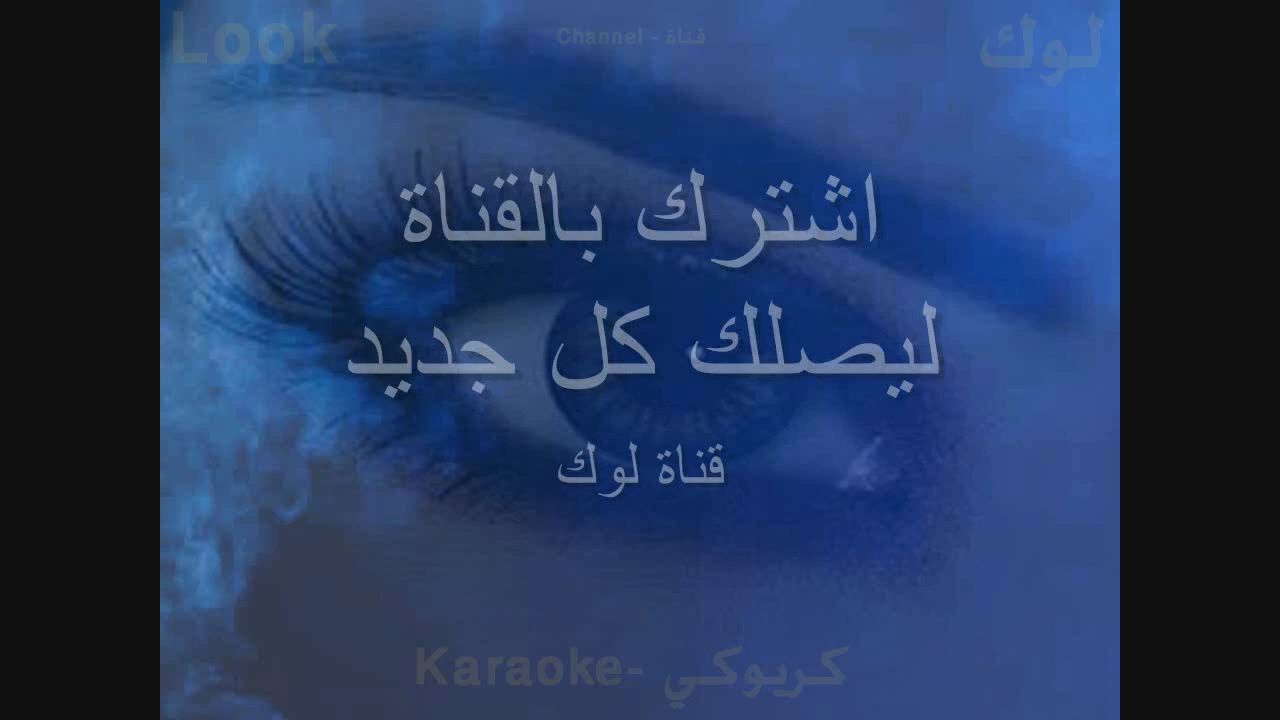 Look
Channel - قناة
لوك
اشترك بالقناة
ليصلك كل جديد
قناة لوك
Karaoke- كريوكي